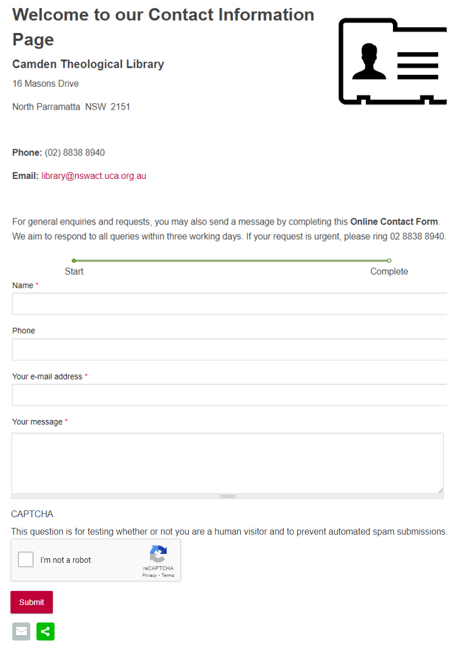 Welcome to our Contact Information
Page
Camden Theological Library
16 Masons Drive
North Parramatta  NSW  2151
Phone: (02) 8838 8940
Email: library@nswact.uca.org.au
For general enquiries and requests, you may also send a message by completing this Online Contact Form.
We aim to respond to all queries within three working days. If your request is urgent, please ring 02 8838 8940.
Start
Complete
Name *
Phone
Your e-mail address *
Your message *
CAPTCHA
This question is for testing whether or not you are a human visitor and to prevent automated spam submissions.
I'm not a robot
reCAPTCHA
Privacy - Terms
Submit